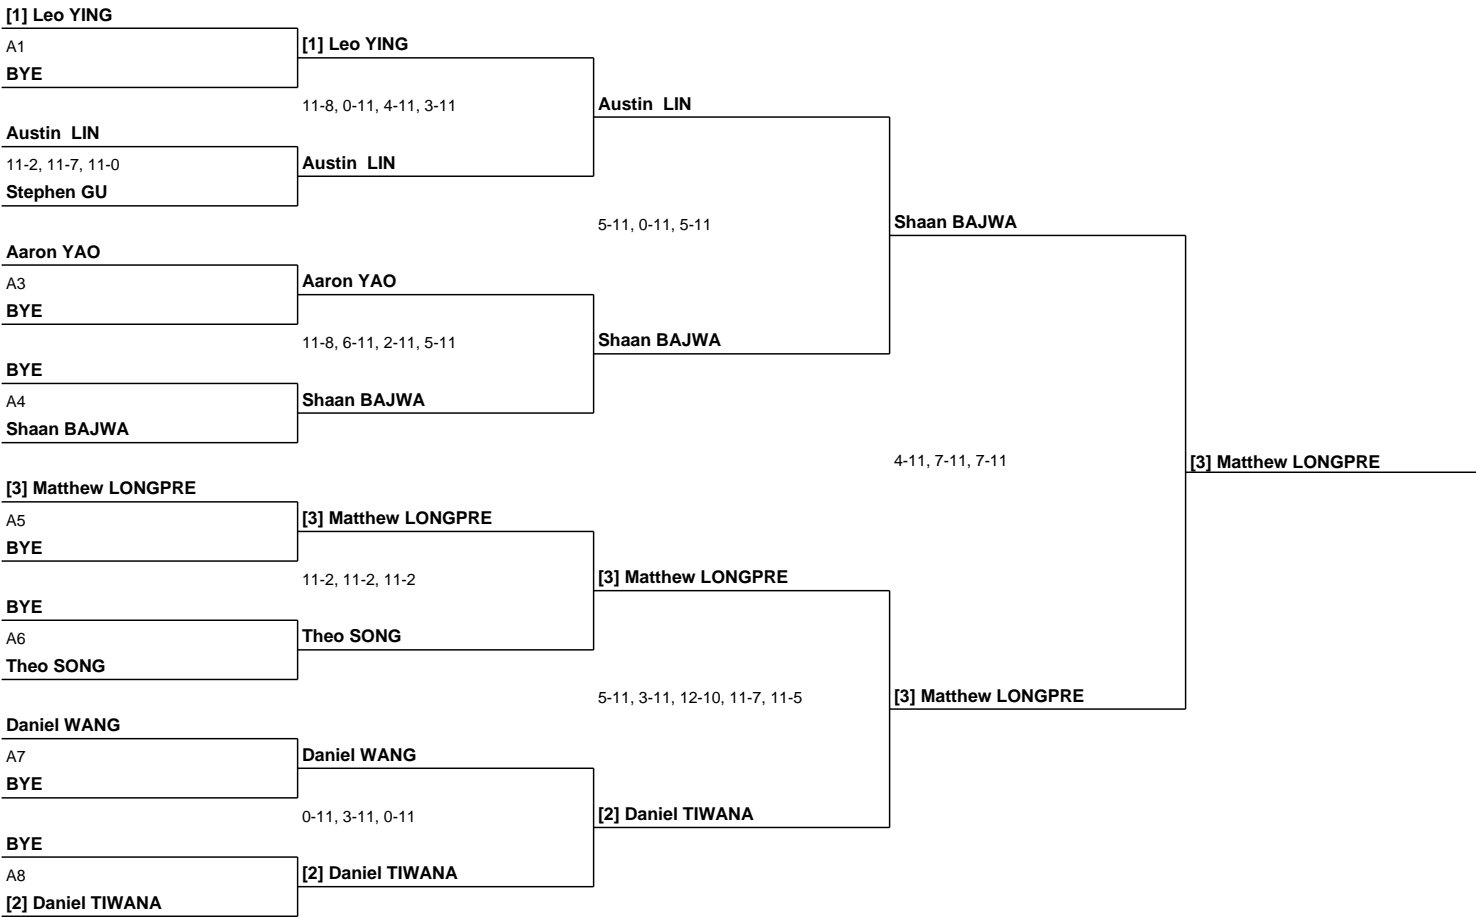 [1] Leo YING
A1
BYE
[1] Leo YING
11-8, 0-11, 4-11, 3-11
Austin  LIN
Austin  LIN
11-2, 11-7, 11-0
Stephen GU
Austin  LIN
5-11, 0-11, 5-11
Shaan BAJWA
Aaron YAO
A3
BYE
Aaron YAO
11-8, 6-11, 2-11, 5-11
Shaan BAJWA
BYE
A4
Shaan BAJWA
Shaan BAJWA
4-11, 7-11, 7-11
[3] Matthew LONGPRE
[3] Matthew LONGPRE
A5
BYE
[3] Matthew LONGPRE
11-2, 11-2, 11-2
[3] Matthew LONGPRE
BYE
A6
Theo SONG
Theo SONG
5-11, 3-11, 12-10, 11-7, 11-5
[3] Matthew LONGPRE
Daniel WANG
A7
BYE
Daniel WANG
0-11, 3-11, 0-11
[2] Daniel TIWANA
BYE
A8
[2] Daniel TIWANA
[2] Daniel TIWANA